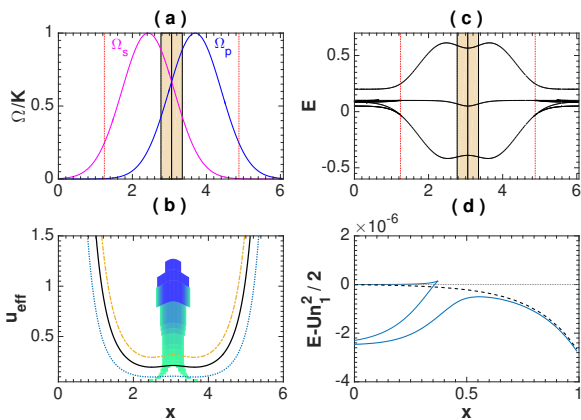 ( a )
Ω/K
1
0.5
0
Ωs
Ωp
0 2 4 6
( c )
E
0.5
0
-0.5
0 2 4 6
( b )
u_eff
1.5
1
0.5
0 2 4 6
x
( d )
×10^-6
E-Un_1^2 / 2
2
0
-2
-4
0 0.5 1
x